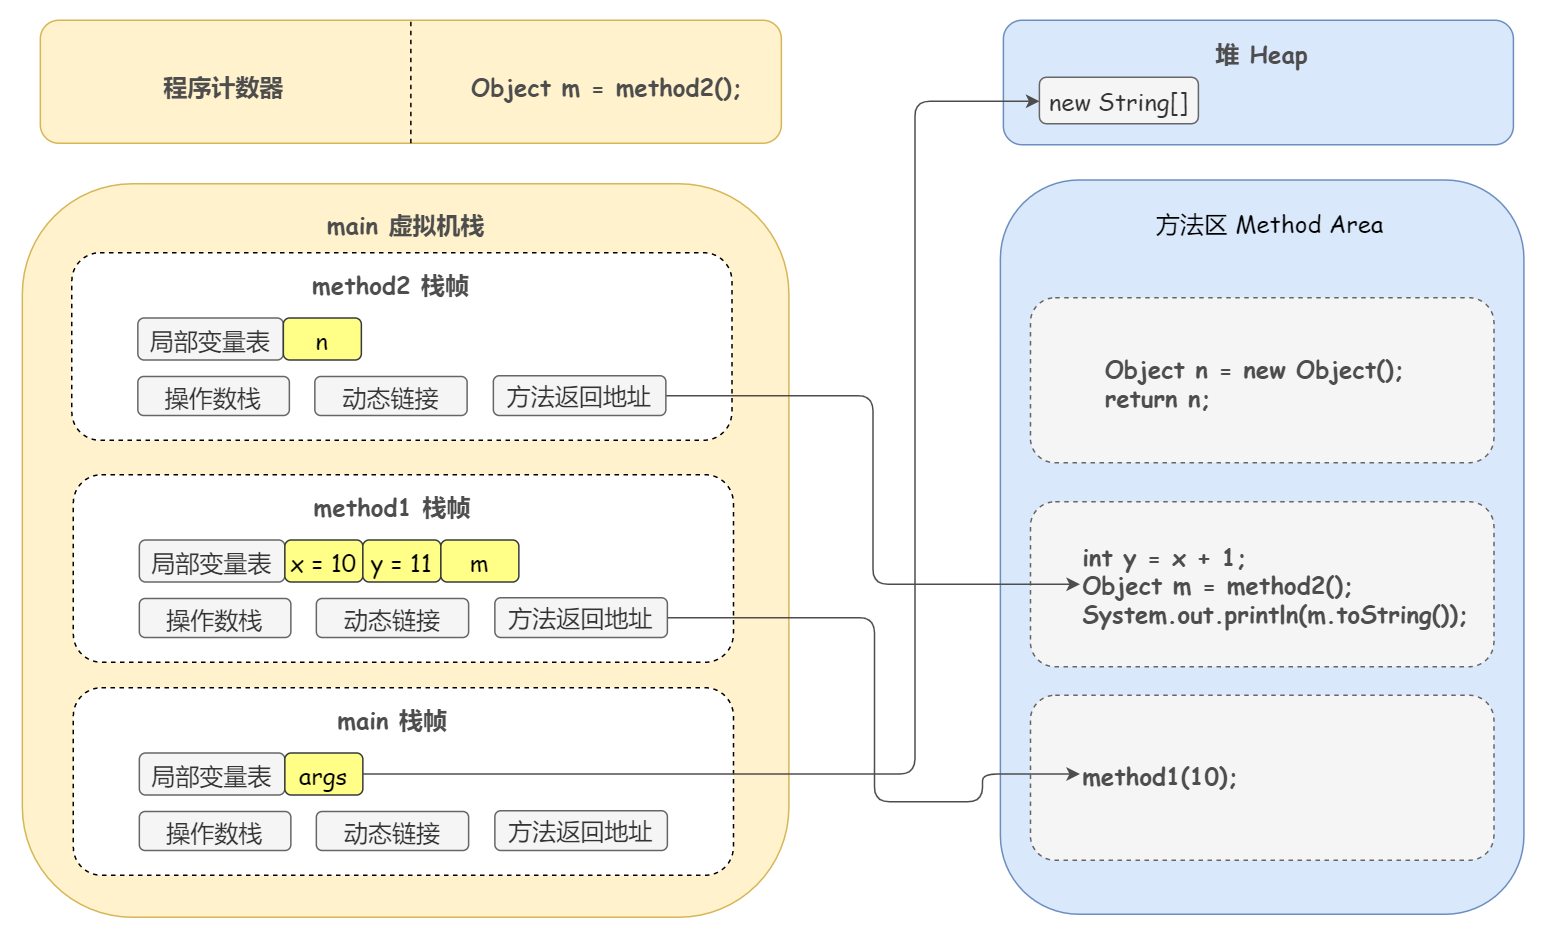 程序计数器
Object m = method2();
main 虚拟机栈
method2 栈帧
局部变量表
n
操作数栈
动态链接
方法返回地址
method1 栈帧
局部变量表
x = 10
y = 11
m
操作数栈
动态链接
方法返回地址
main 栈帧
局部变量表
args
操作数栈
动态链接
方法返回地址
堆 Heap
new String[]
方法区 Method Area
Object n = new Object();
return n;
int y = x + 1;
Object m = method2();
System.out.println(m.toString());
method1(10);